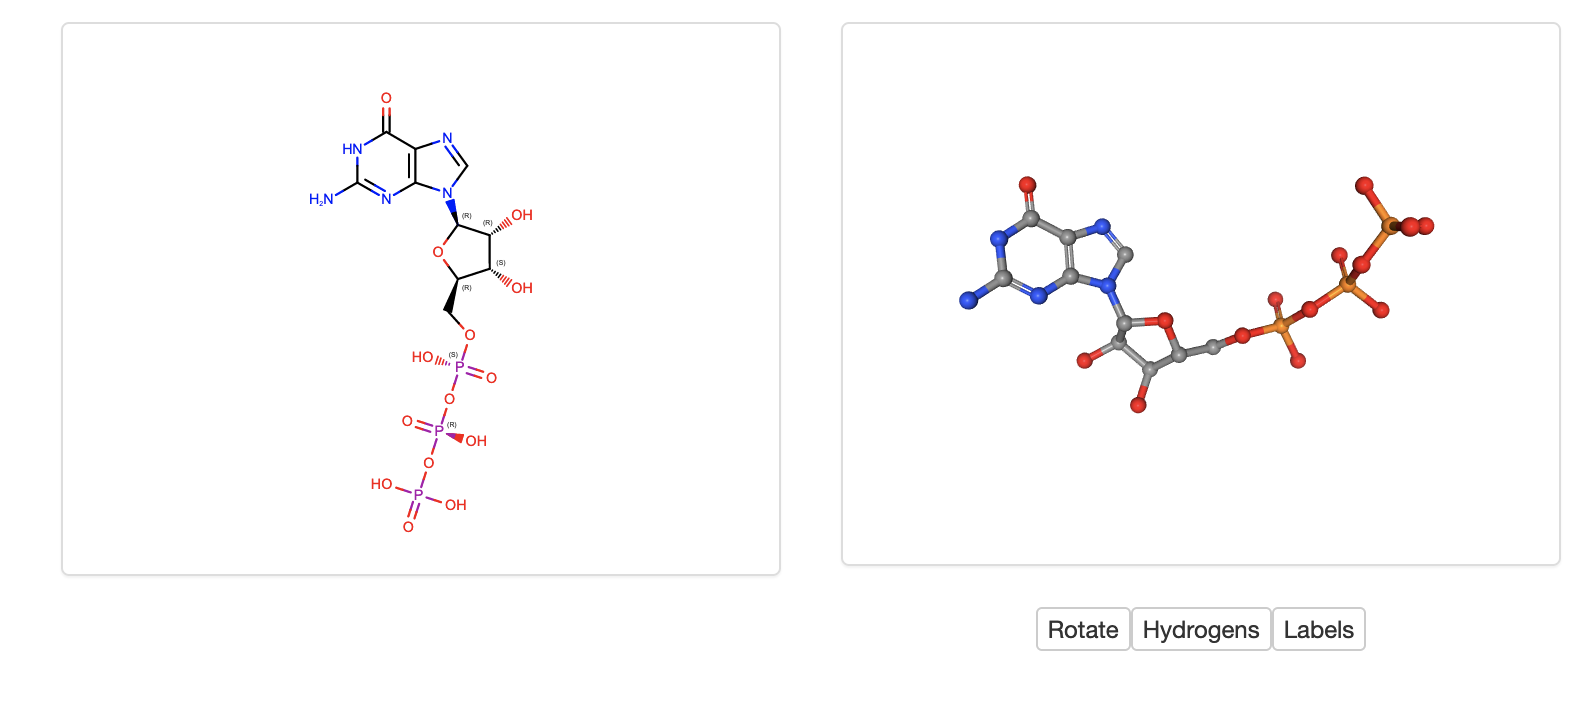 O
N
HN
N
H₂N
N
(R)
(R)
OH
O
(S)
(R)
OH
O
HO
(S)
P
O
O
O
(R)
P
OH
O
HO
P
OH
O
Rotate
Hydrogens
Labels